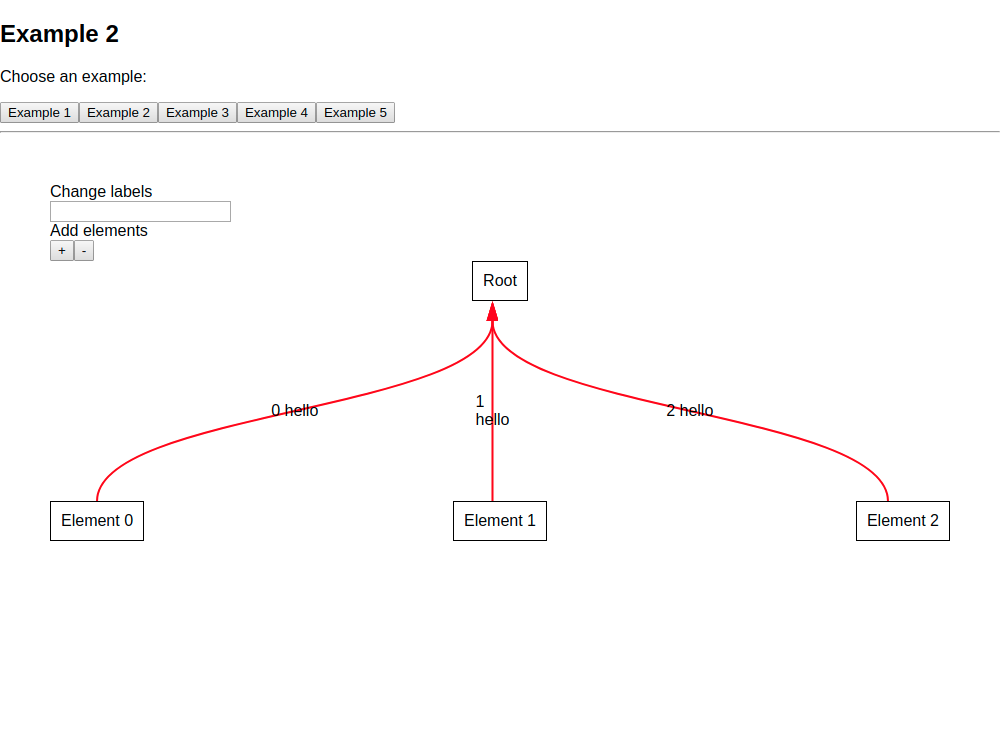 Example 2
Choose an example:
Example 1 Example 2 Example 3 Example 4 Example 5
Change labels
Add elements
+ -
Root
0 hello
1
hello
2 hello
Element 0
Element 1
Element 2